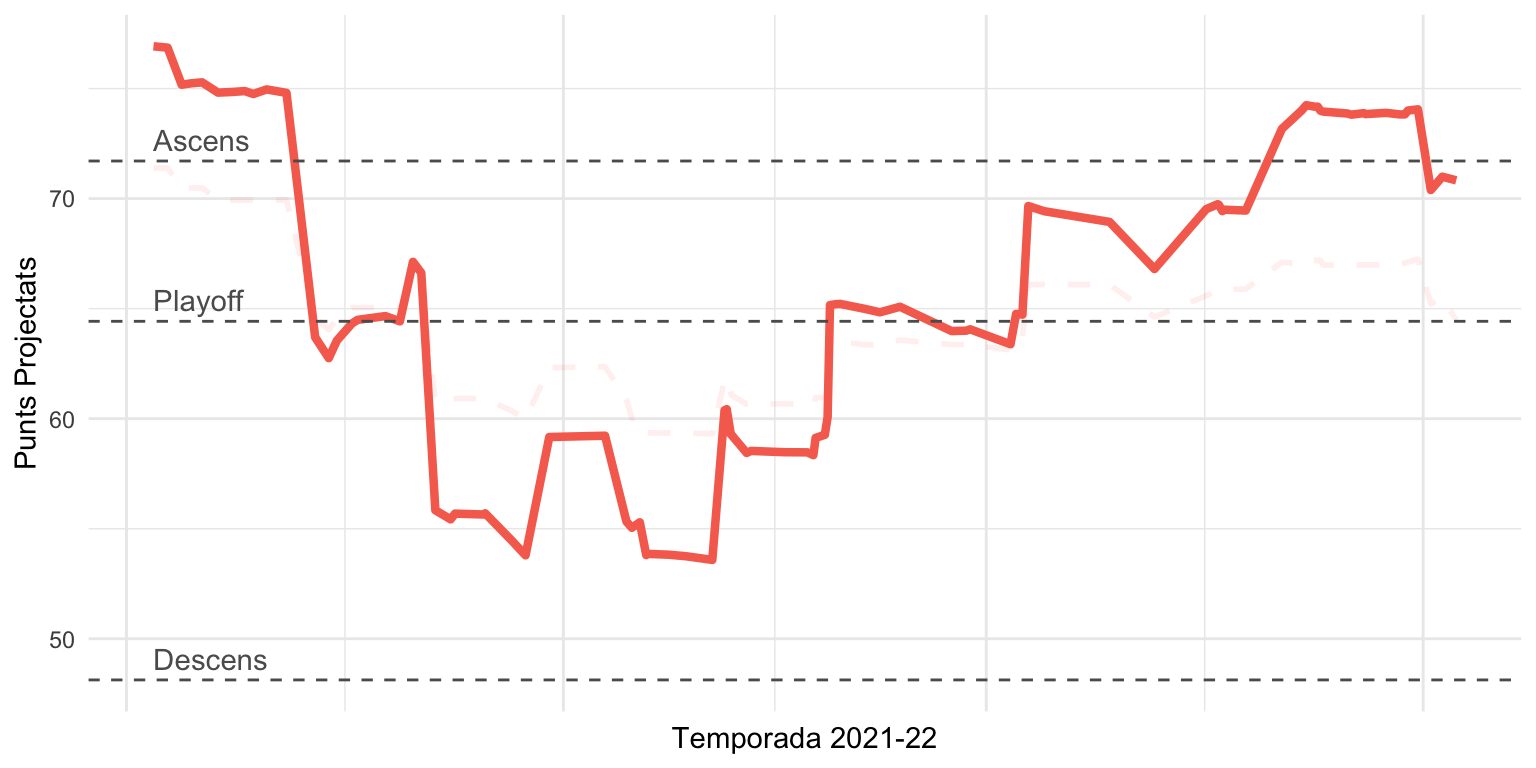 Ascens
70
Playoff
60
50
Descens
Punts Projectats
Temporada 2021-22